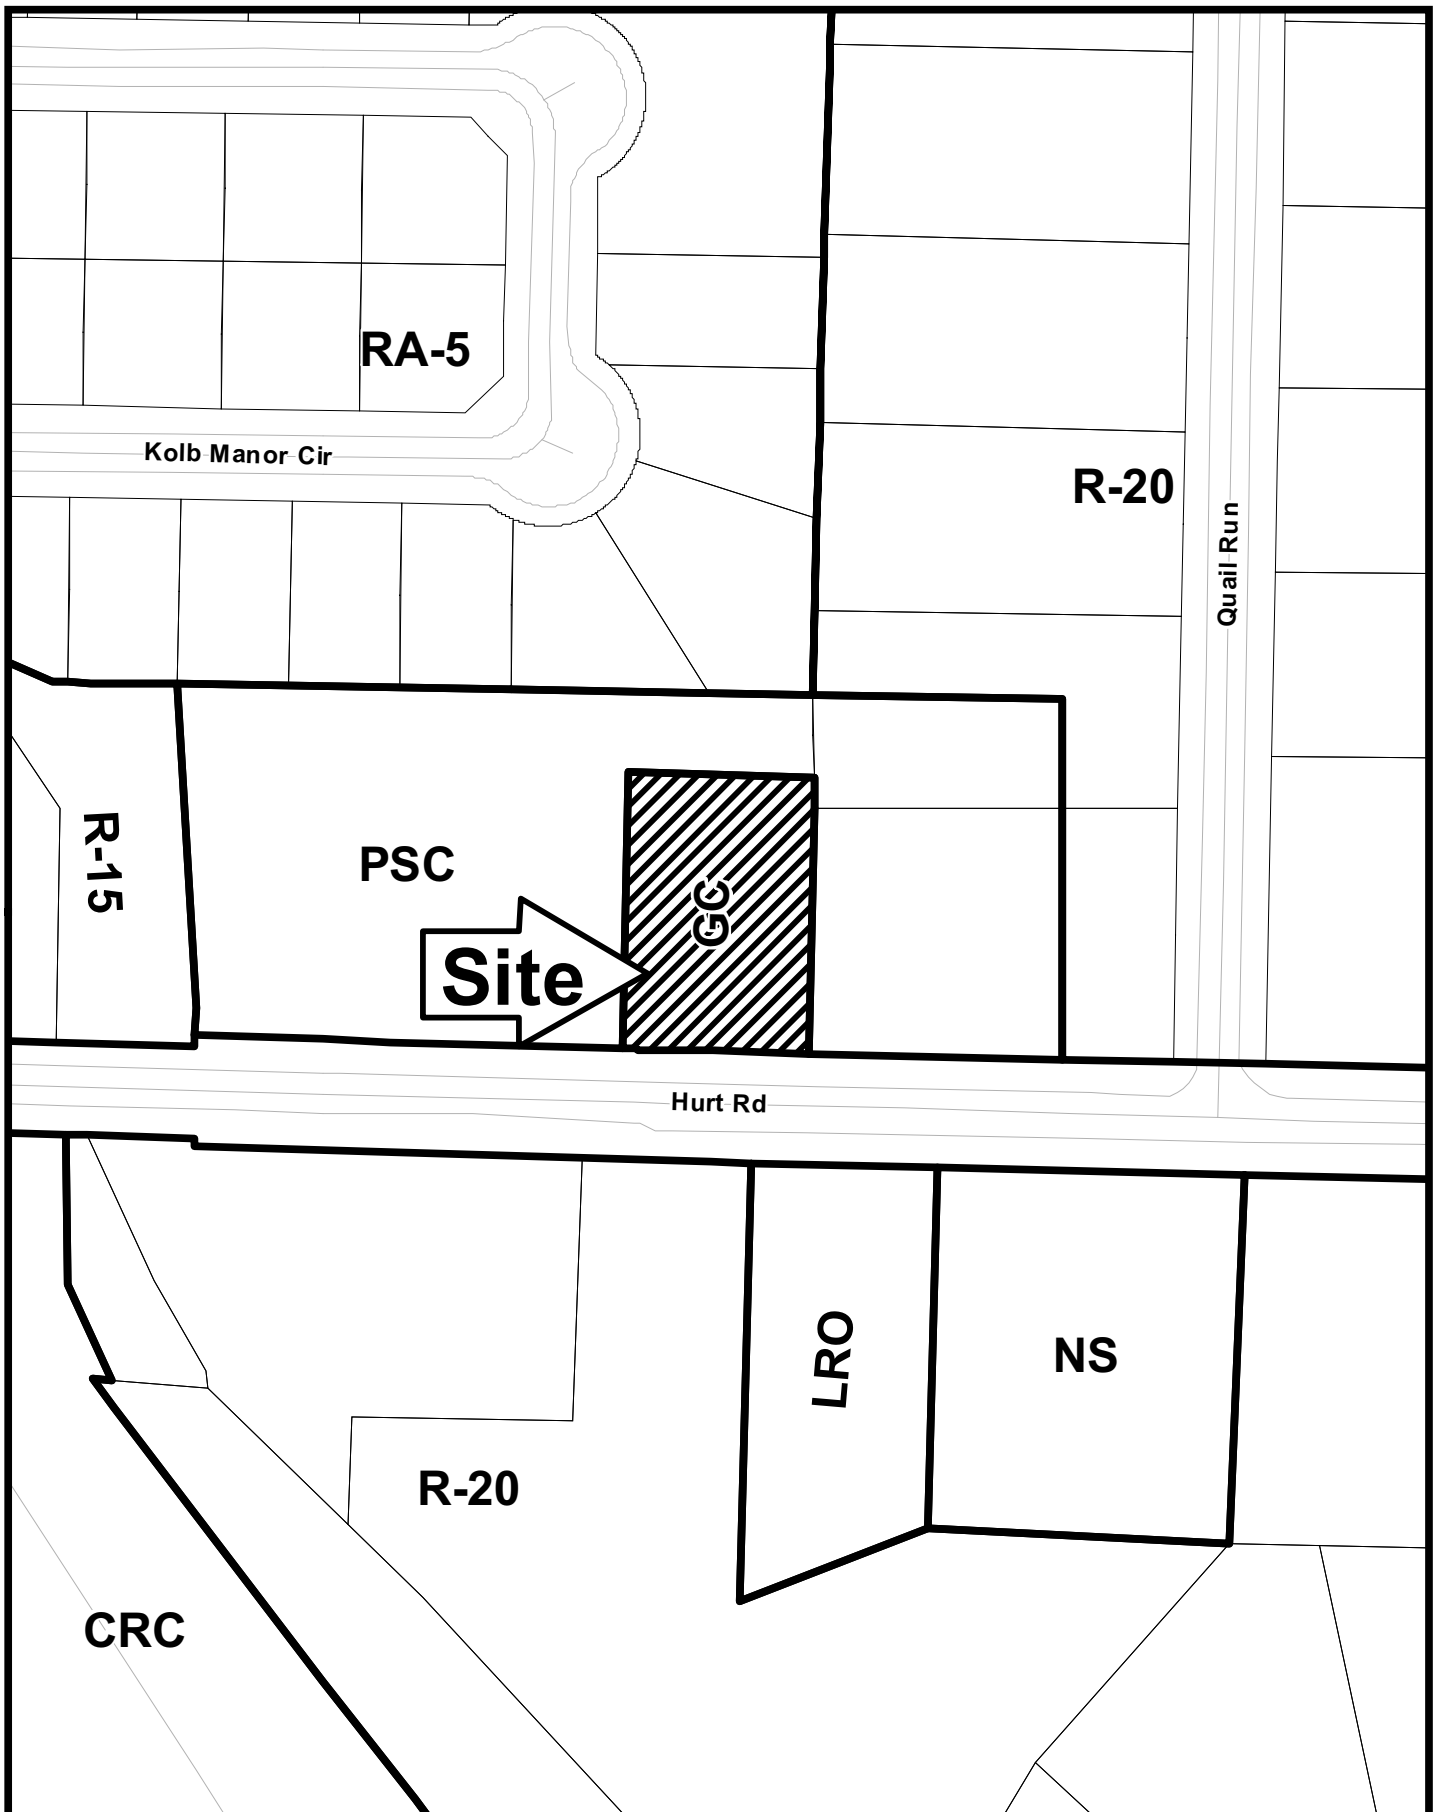 RA-5
Kolb Manor Cir
R-20
Quail Run
R-15
PSC
GC
Site
Hurt Rd
LRO
NS
R-20
CRC